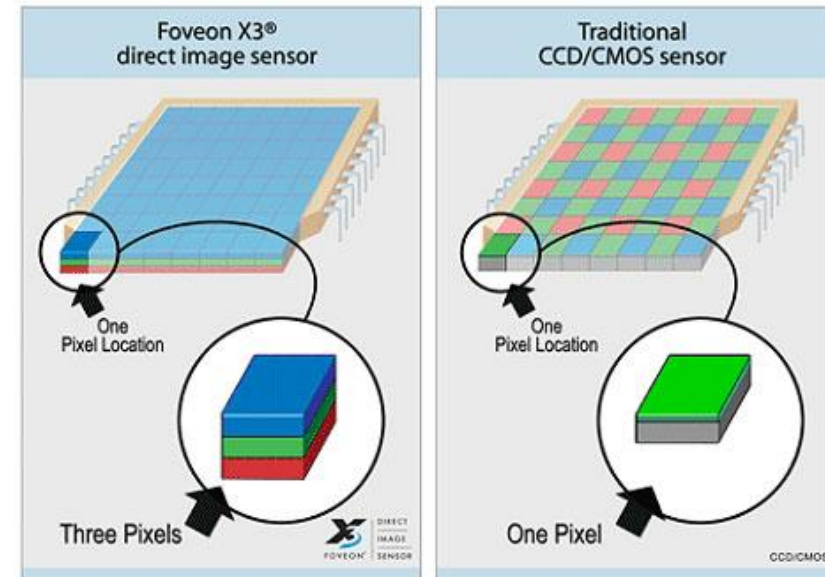 Foveon X3®
direct image sensor
One
Pixel Location
Three Pixels
X3
FOVEON®
DIRECT
IMAGE
SENSOR
Traditional
CCD/CMOS sensor
One
Pixel Location
One Pixel
CCD/CMOS